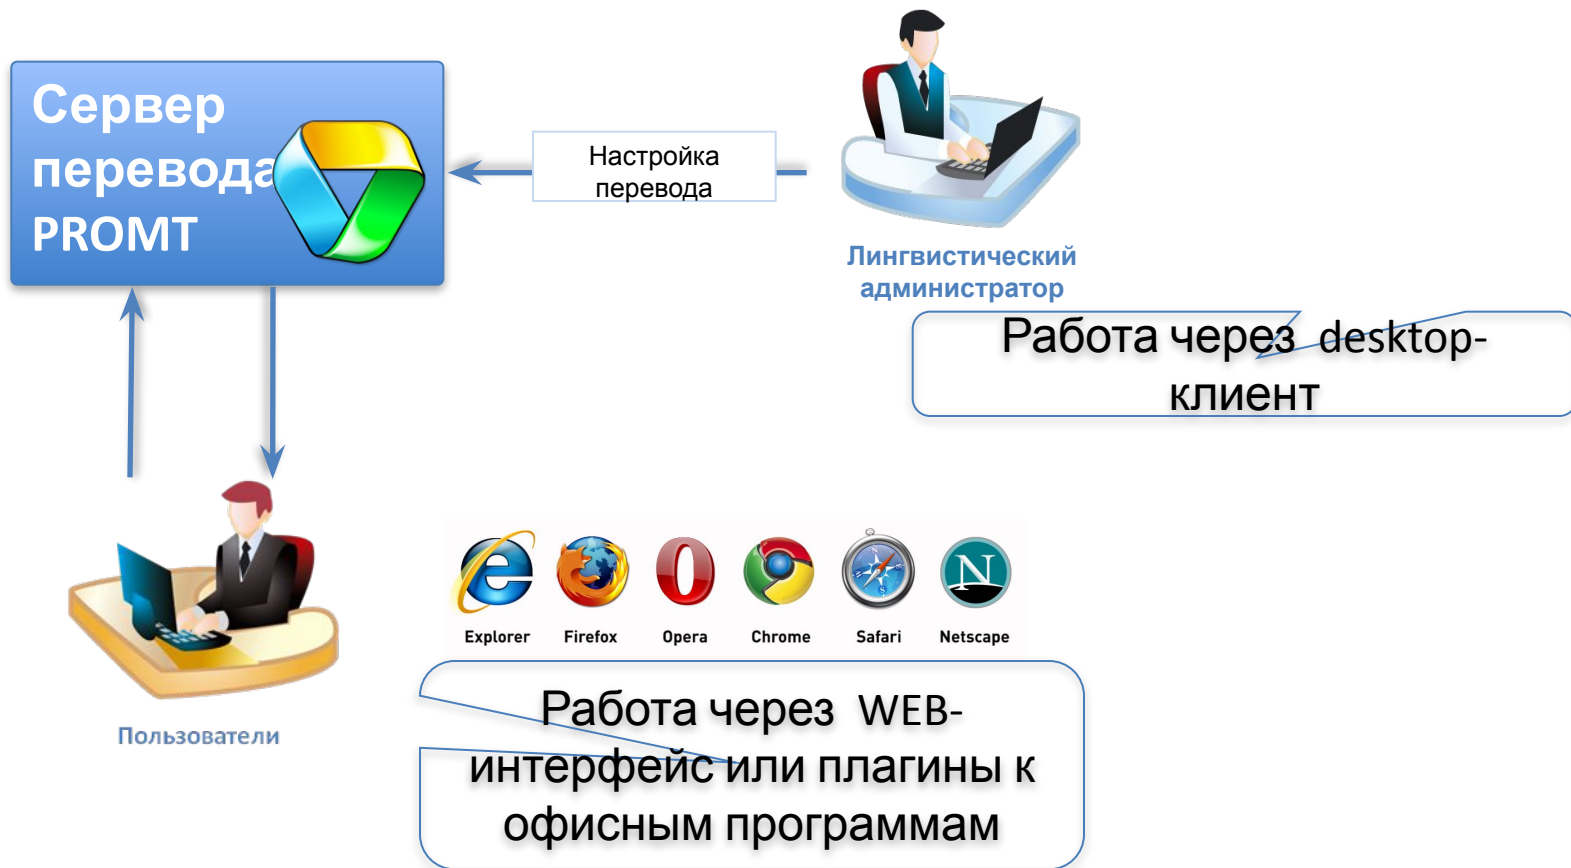 Сервер
перевода
PROMT
Настройка
перевода
Лингвистический
администратор
Работа через desktop-
клиент
Explorer Firefox Opera Chrome Safari Netscape
Пользователи
Работа через WEB-
интерфейс или плагины к
офисным программам